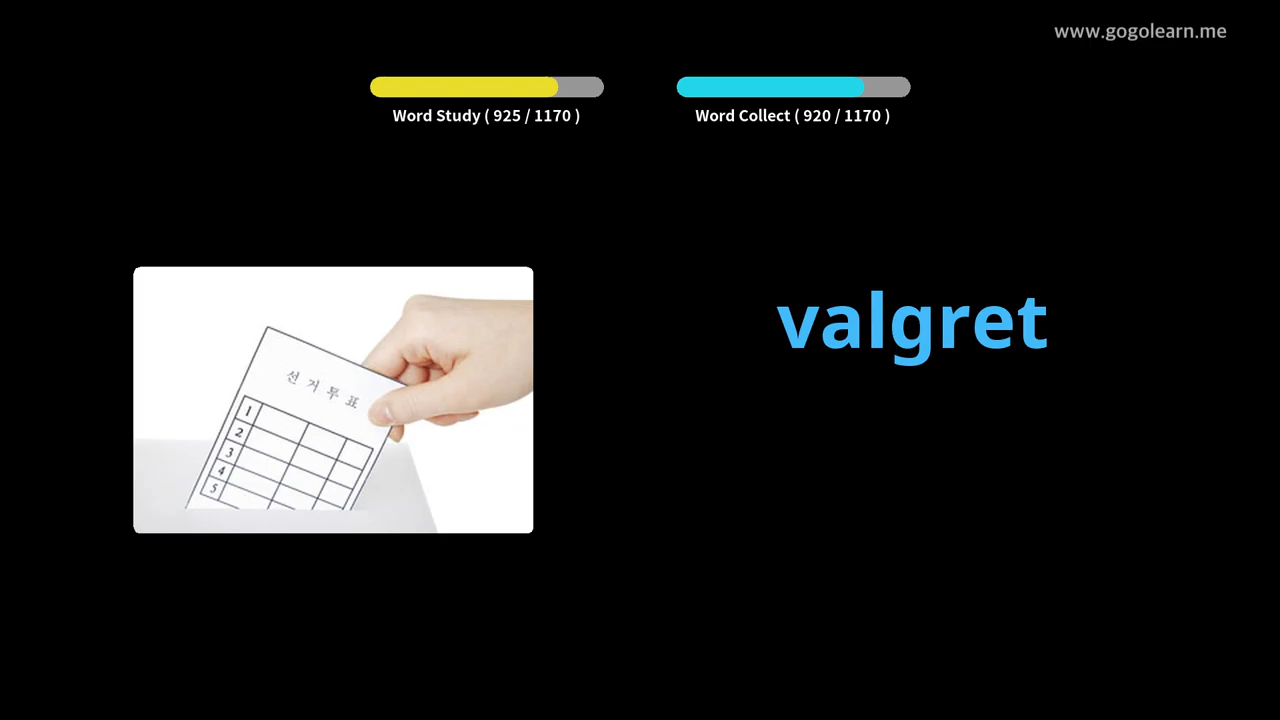 www.gogolearn.me
Word Study ( 925 / 1170 )
Word Collect ( 920 / 1170 )
valgret
선거투표
1
2
3
4
5